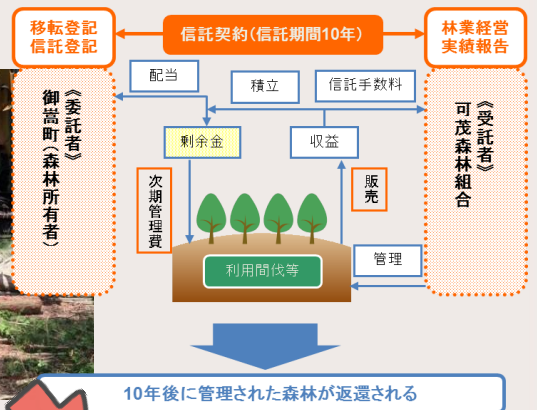 移転登記
信託登記
信託契約(信託期間10年)
林業経営
実績報告
《委託者》
御嵩町(森林所有者)
配当
積立
信託手数料
剰余金
収益
次期管理費
販売
利用間伐等
管理
《受託者》
可茂森林組合
10年後に管理された森林が返還される